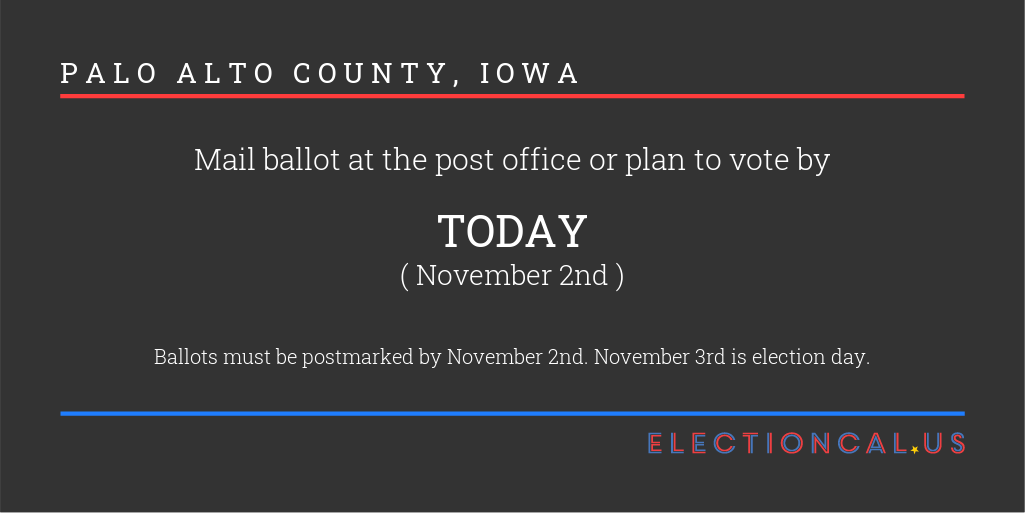 PALO ALTO COUNTY, IOWA
Mail ballot at the post office or plan to vote by
TODAY
( November 2nd )
Ballots must be postmarked by November 2nd. November 3rd is election day.
ELECTIONCAL.US